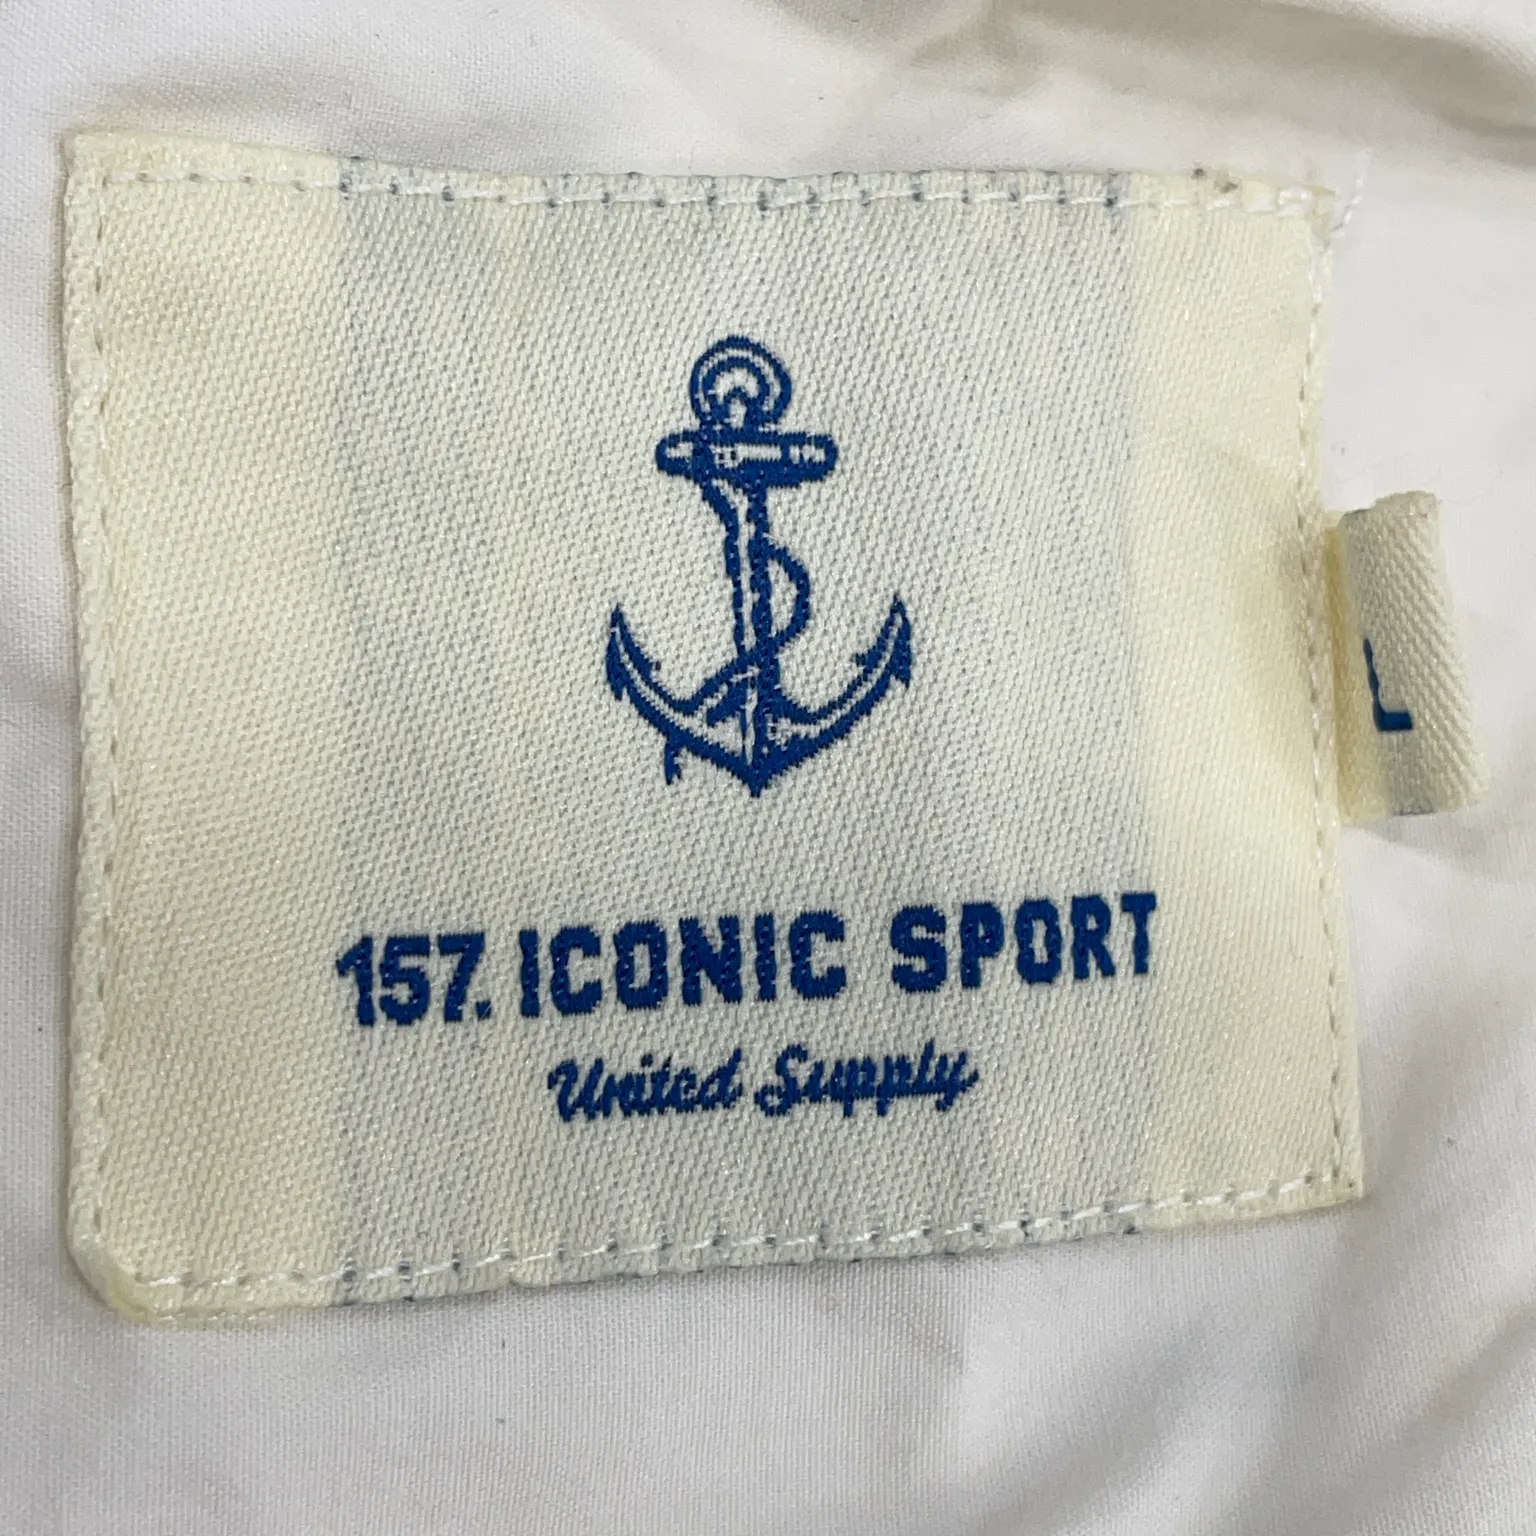 157. ICONIC SPORT
United Supply
L